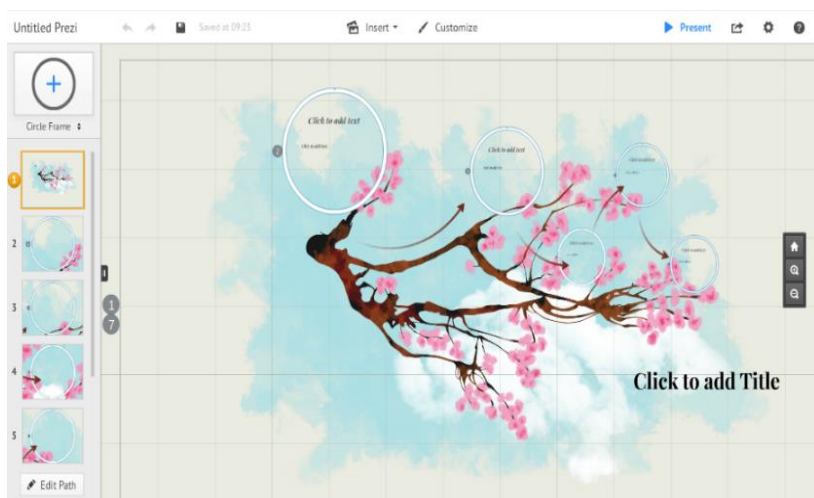 Untitled Prezi
Saved at 09:23
Insert
Customize
Present
Circle Frame
1
2
3
4
5
Edit Path
Click to add text
2
Click to add text
1
7
Click to add Title